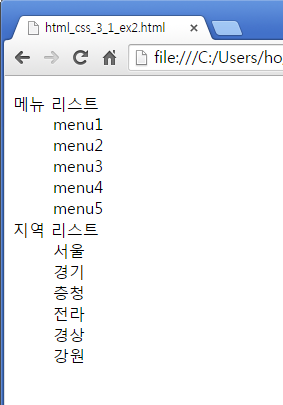 html_css_3_1_ex2.html
file:///C:/Users/ho
메뉴 리스트
menu1
menu2
menu3
menu4
menu5
지역 리스트
서울
경기
층청
전라
경상
강원